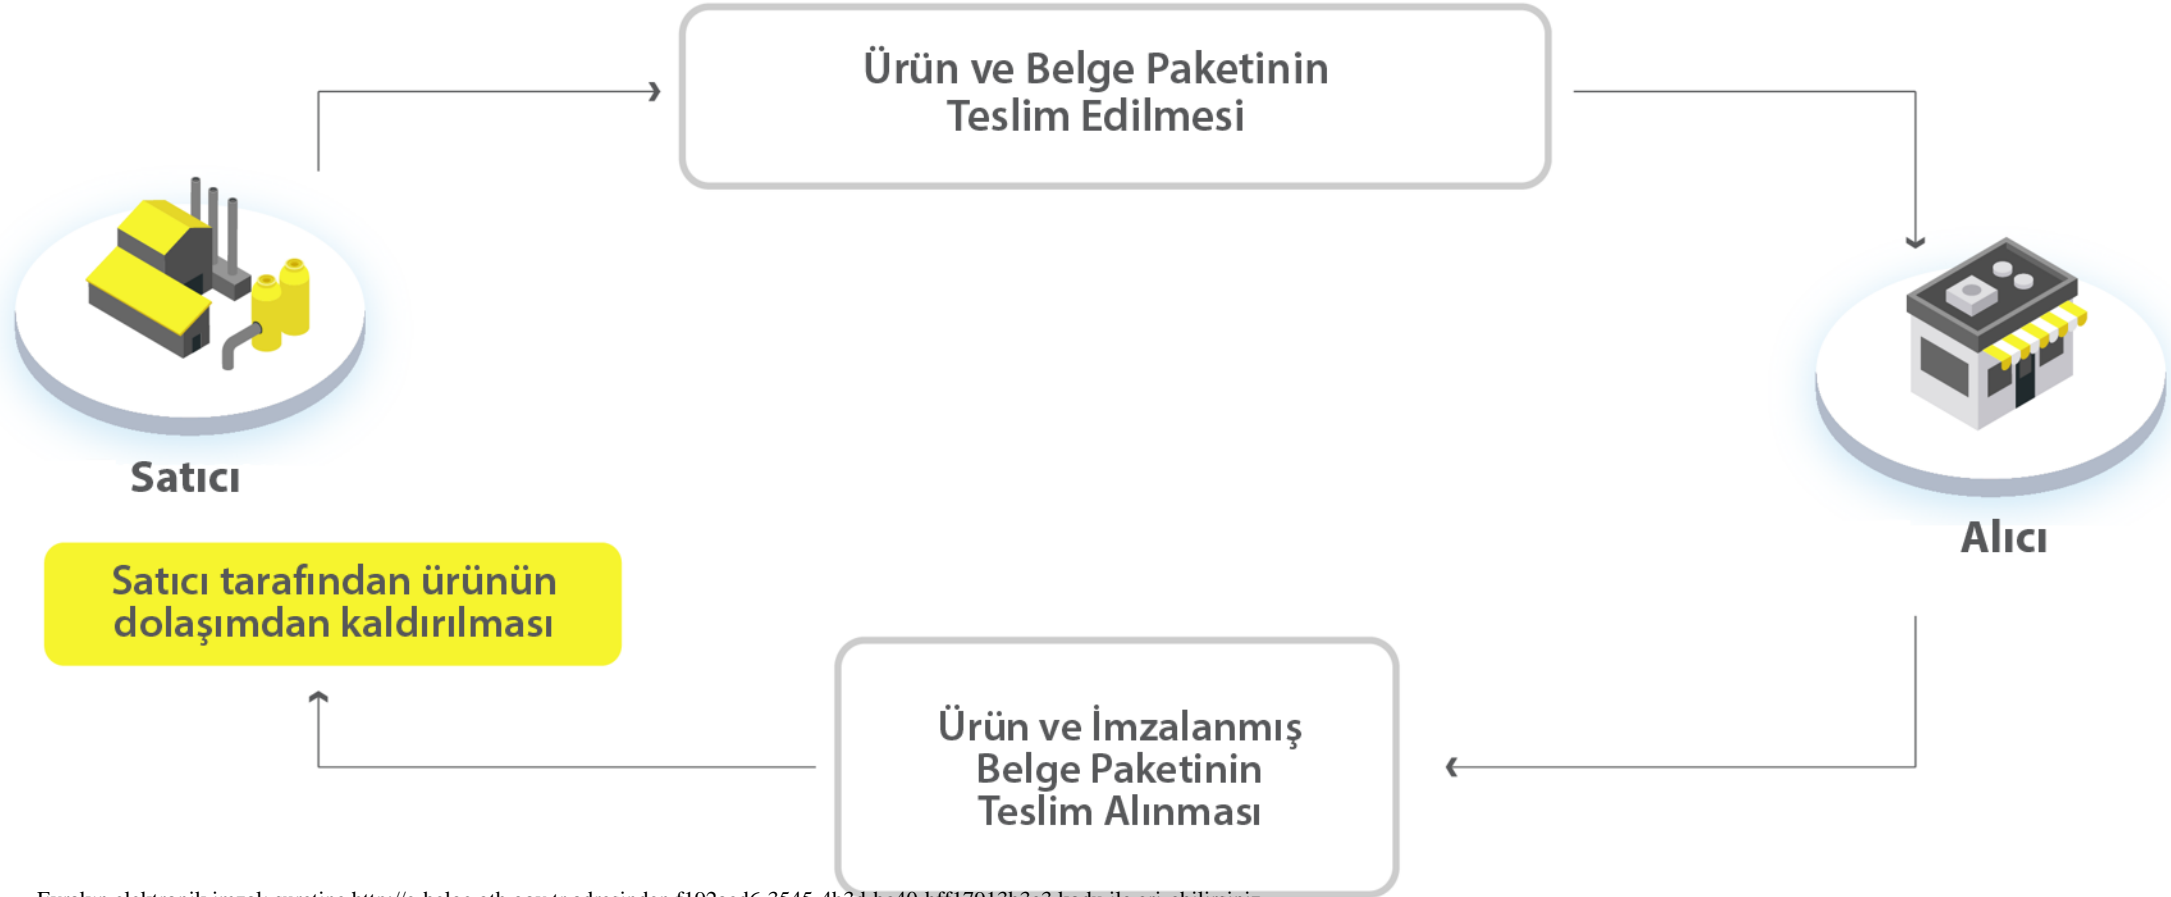 Ürün ve Belge Paketinin
Teslim Edilmesi
Satıcı
Alıcı
Satıcı tarafından ürünün
dolaşımdan kaldırılması
Ürün ve İmzalanmış
Belge Paketinin
Teslim Alınması